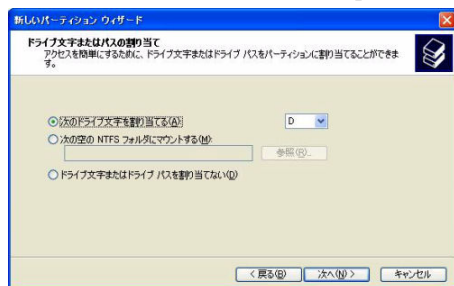 新しいパーティション ウィザード
ドライブ文字またはパスの割り当て
アクセスを簡単にするために、ドライブ文字またはドライブ パスをパーティションに割り当てることができま
す。
次のドライブ文字を割り当てる(A):
D
次の空の NTFS フォルダにマウントする(M):
参照(R)...
ドライブ文字またはドライブ パスを割り当てない(D)
< 戻る(B)
次へ(N) >
キャンセル